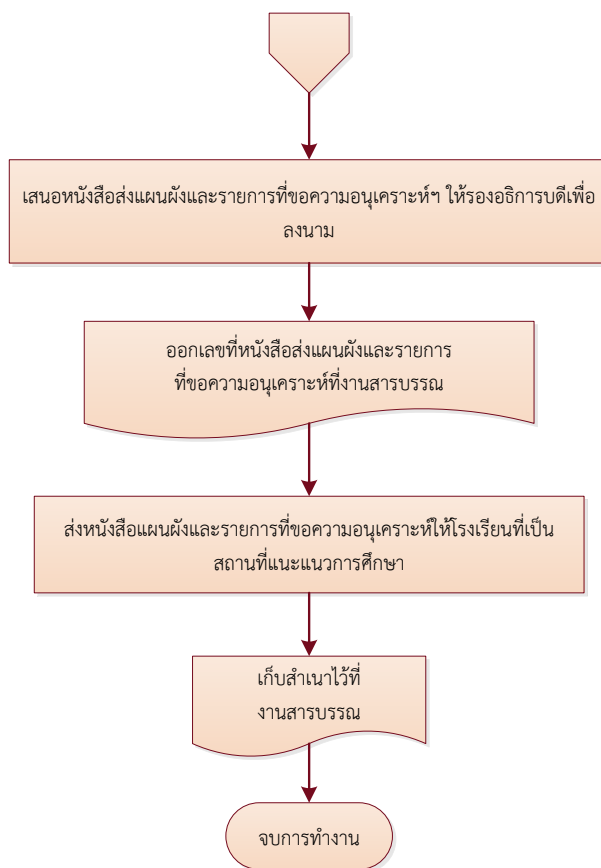 เสนอหนังสือส่งแผนผังและรายการที่ขอความอนุเคราะห์ฯ ให้รองอธิการบดีเพื่อ
ลงนาม
ออกเลขที่หนังสือส่งแผนผังและรายการ
ที่ขอความอนุเคราะห์ที่งานสารบรรณ
ส่งหนังสือแผนผังและรายการที่ขอความอนุเคราะห์ให้โรงเรียนที่เป็น
สถานที่แนะแนวการศึกษา
เก็บสำเนาไว้ที่
งานสารบรรณ
จบการทำงาน